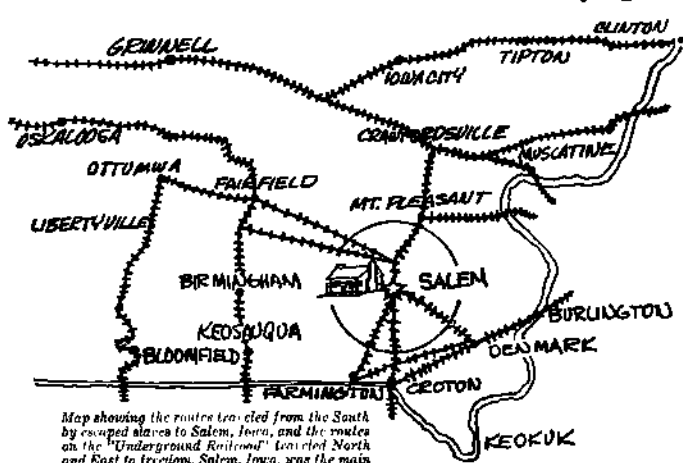 CLINTON
GRINNELL
TIPTON
IOWA CITY
OSKALOOGA
CRAWFORDSVILLE
MUSCATINE
OTTUMWA
FAIRFIELD
MT. PLEASANT
LIBERTYVILLE
BIRMINGHAM
SALEM
KEOSAUQUA
BURLINGTON
BLOOMFIELD
DENMARK
FARMINGTON
CROTON
KEOKUK
Map showing the routes traveled from the South
by escaped slaves to Salem, Iowa, and the routes
on the "Underground Railroad" traveled North
and East to freedom. Salem, Iowa, was the main